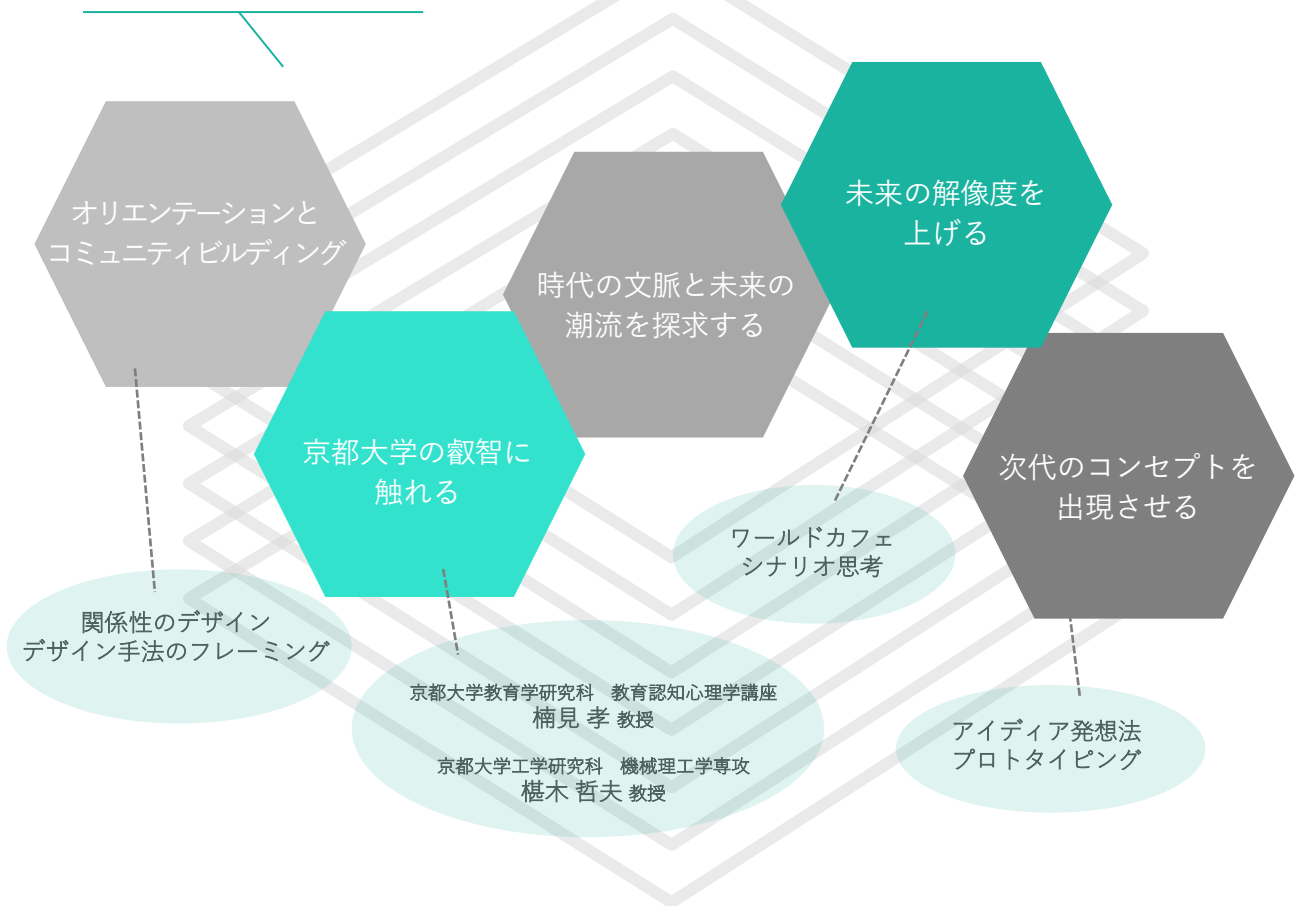 オリエンテーションと
コミュニティビルディング
京都大学の叡智に
触れる
時代の文脈と未来の
潮流を探求する
未来の解像度を
上げる
次代のコンセプトを
出現させる
関係性のデザイン
デザイン手法のフレーミング
京都大学教育学研究科　教育認知心理学講座
楠見 孝 教授
京都大学工学研究科　機械理工学専攻
椹木 哲夫 教授
ワールドカフェ
シナリオ思考
アイディア発想法
プロトタイピング